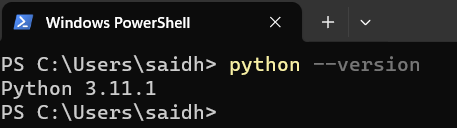 Windows PowerShell
PS C:\Users\saidh> python --version
Python 3.11.1
PS C:\Users\saidh>